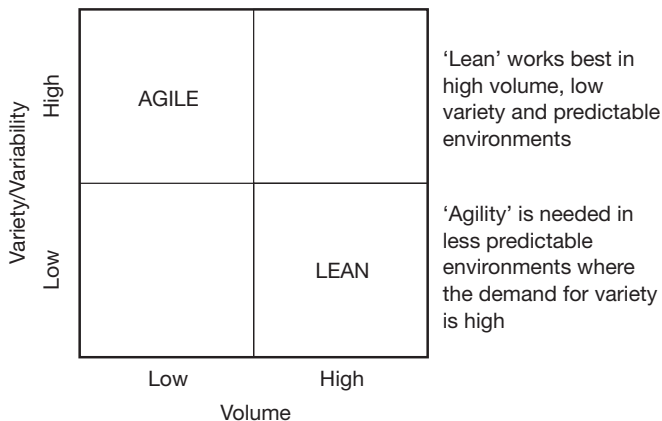 Variety/Variability
High
Low
AGILE
LEAN
Low
High
Volume
‘Lean’ works best in
high volume, low
variety and predictable
environments
‘Agility’ is needed in
less predictable
environments where
the demand for variety
is high